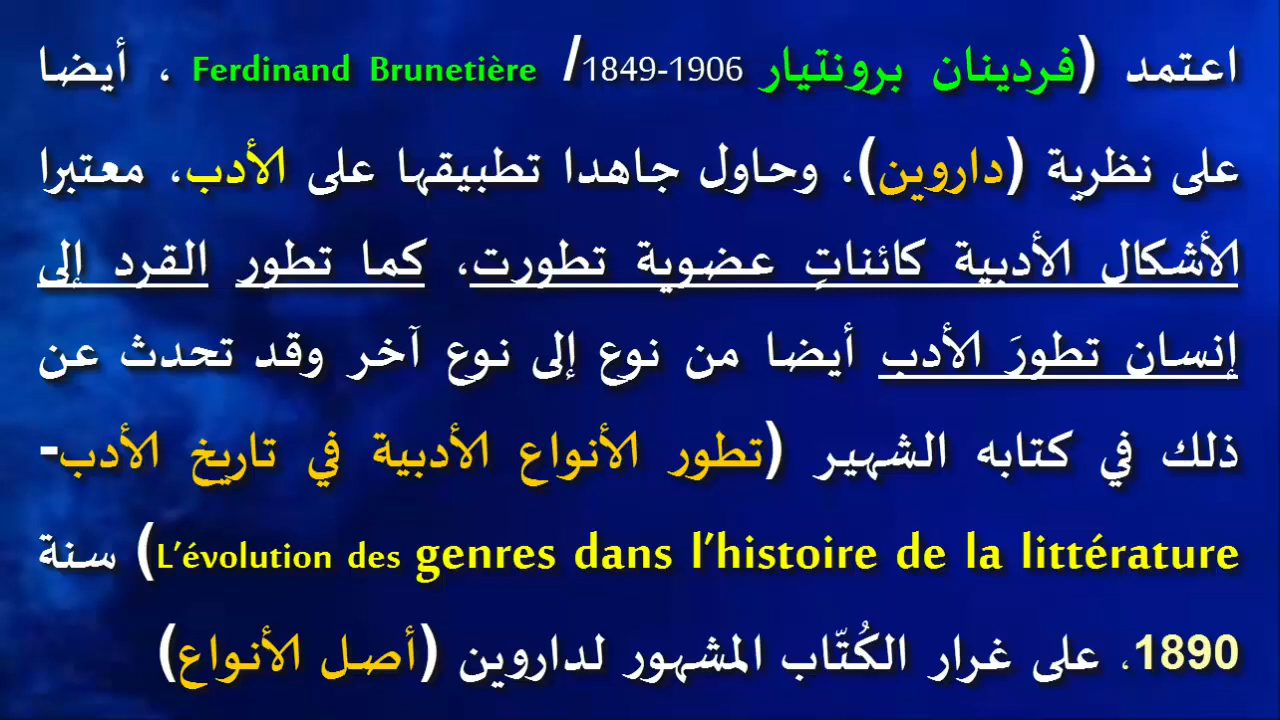 اعتمد (فردينان برونتيار 1849-1906/ Ferdinand Brunetière ، أيضا
على نظرية (داروين)، وحاول جاهدا تطبيقها على الأدب، معتبرا
الأشكال الأدبية كائناتٍ عضوية تطورت، كما تطور القرد إلى
إنسان تطورَ الأدب أيضا من نوع إلى نوع آخر وقد تحدث عن
ذلك في كتابه الشهير (تطور الأنواع الأدبية في تاريخ الأدب-
L’évolution des genres dans l’histoire de la littérature) سنة
1890، على غرار الكُتّاب المشهور لداروين (أصل الأنواع)